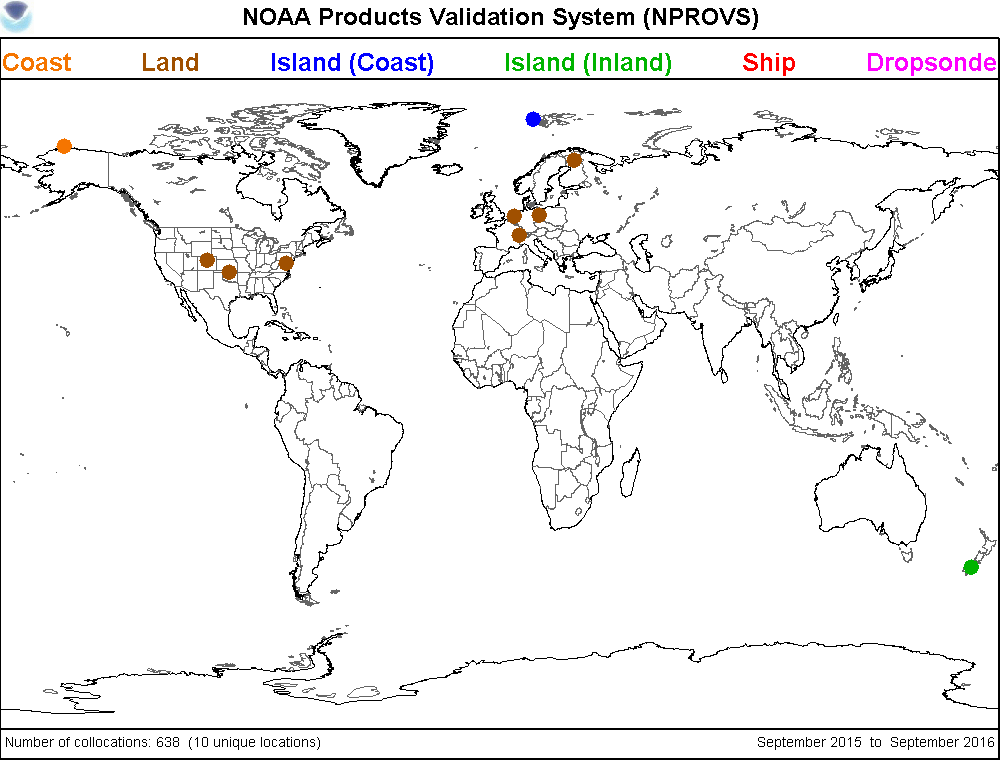 NOAA Products Validation System (NPROVS)
Coast Land Island (Coast) Island (Inland) Ship Dropsonde
Number of collocations: 638 (10 unique locations) September 2015 to September 2016